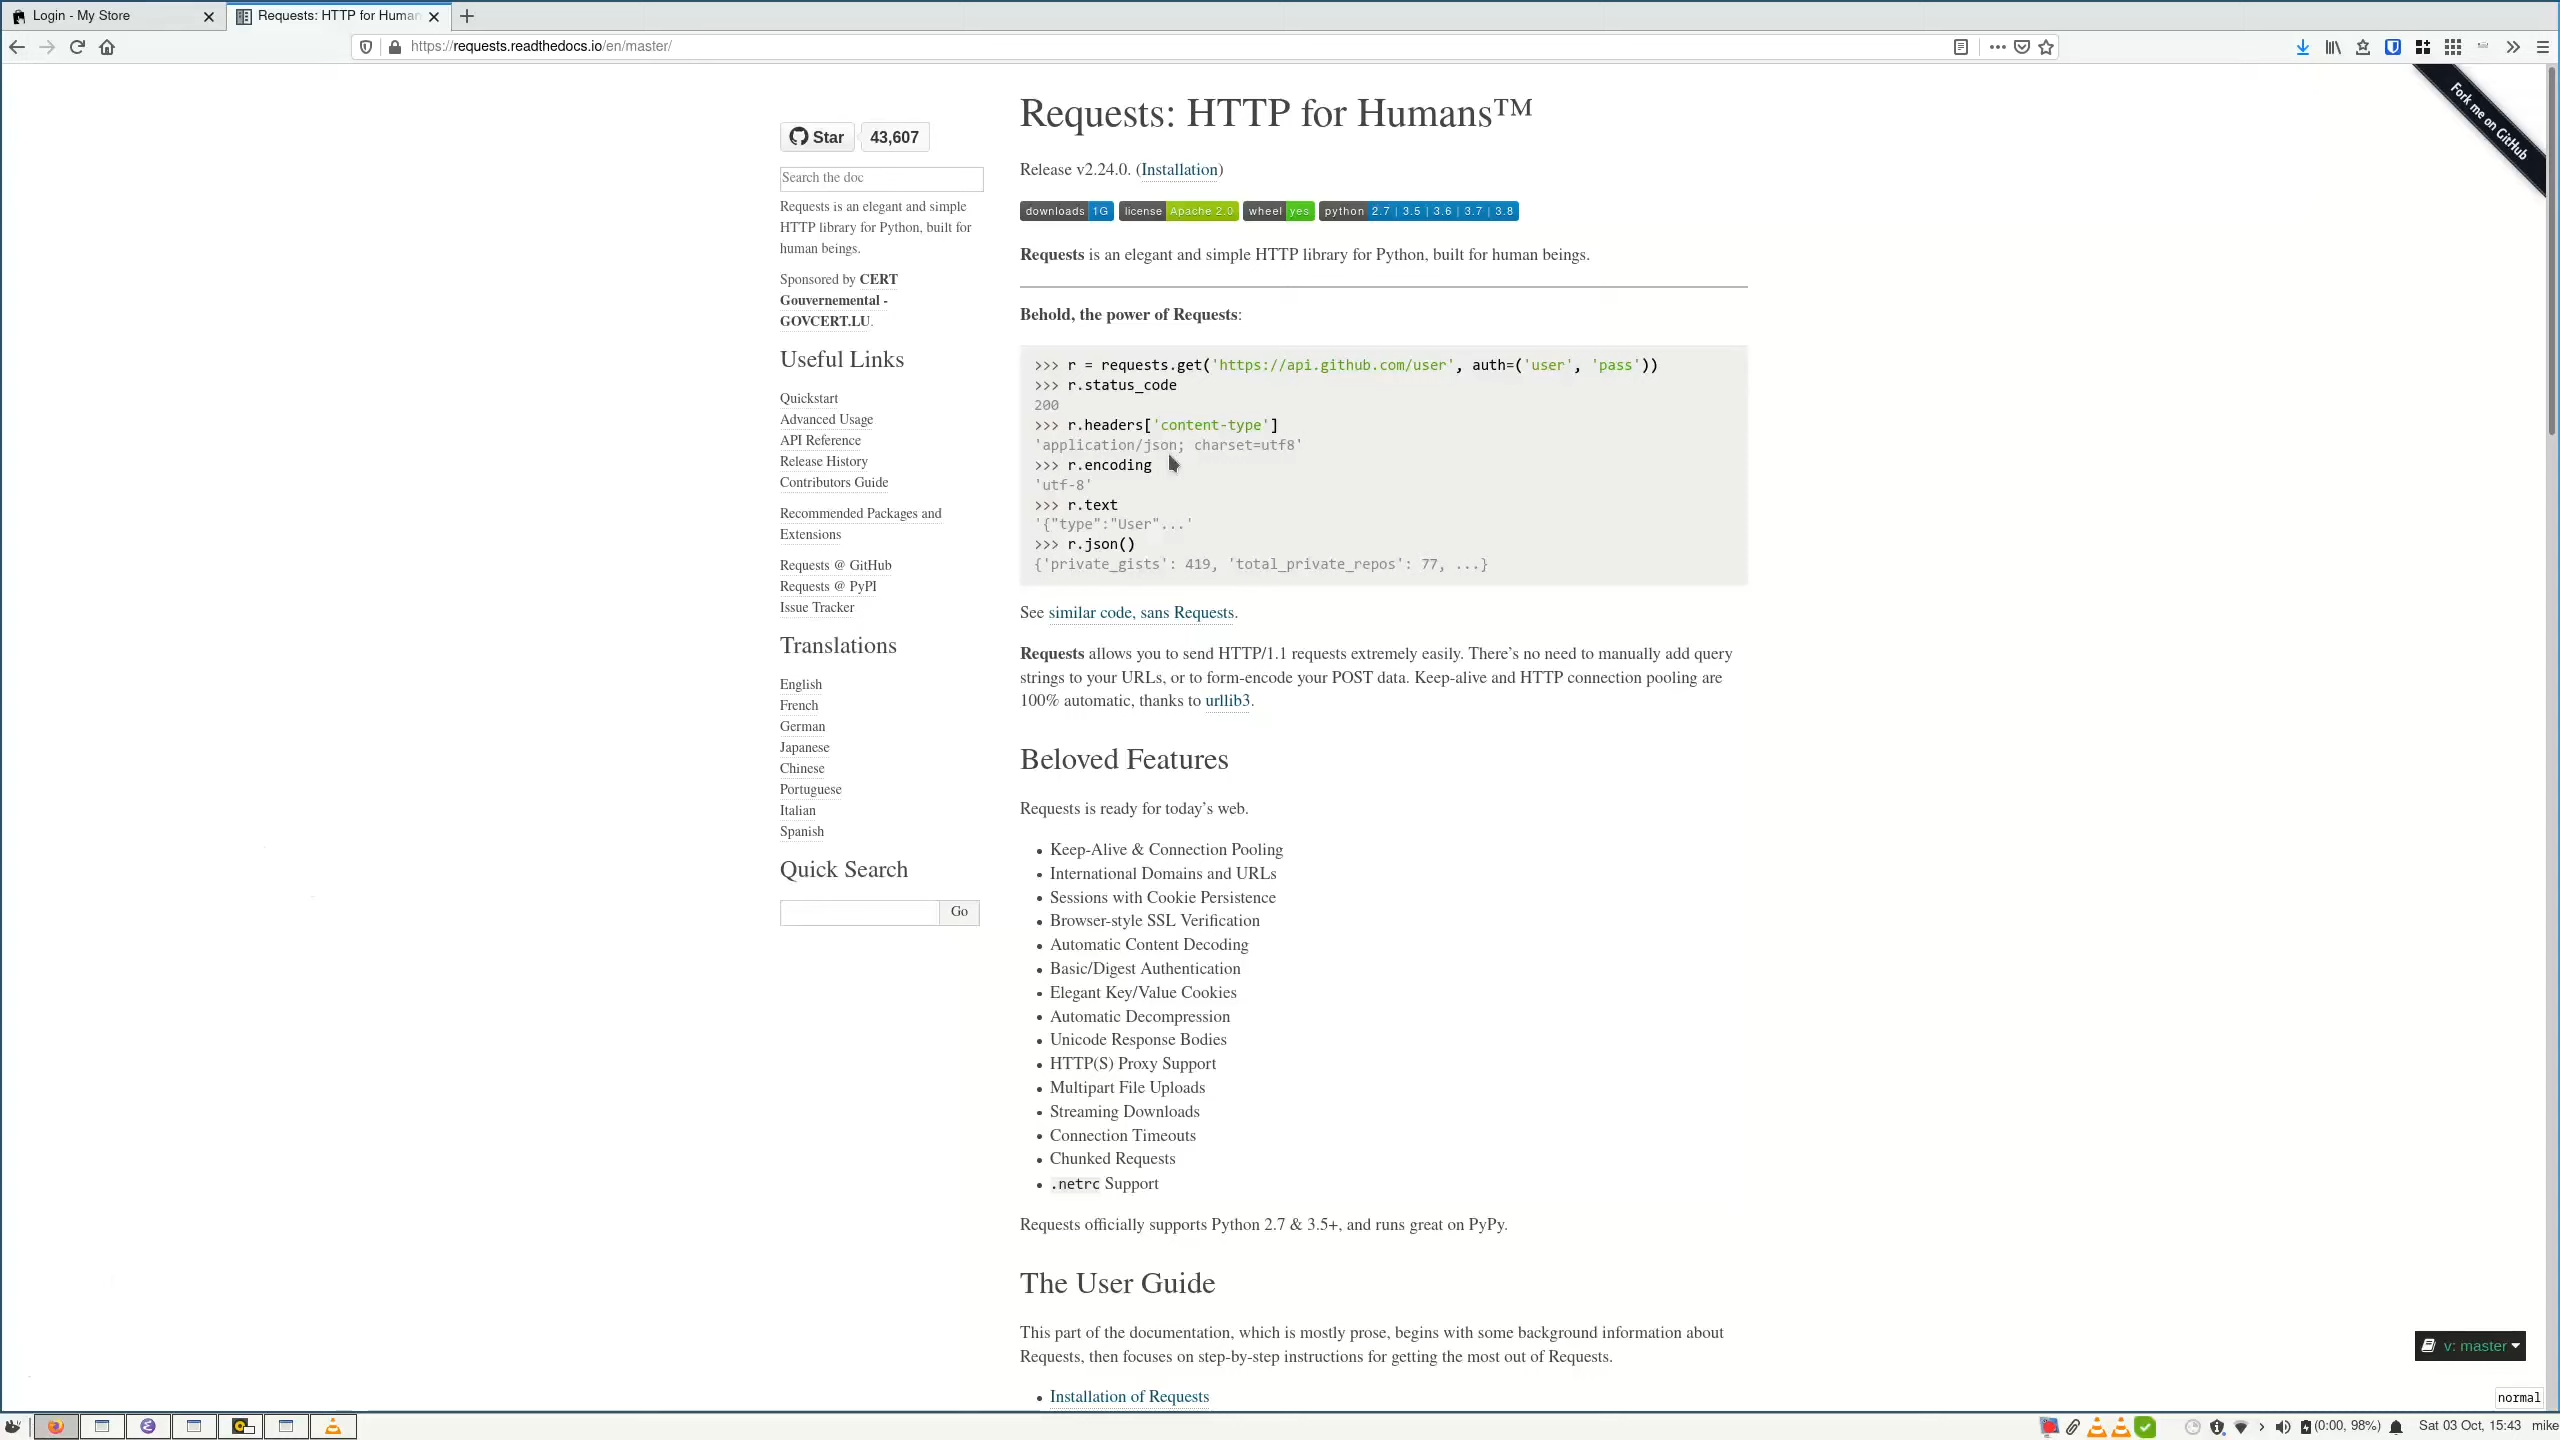 Login - My Store
Requests: HTTP for Human
https://requests.readthedocs.io/en/master/
Fork me on GitHub
Star 43,607
Search the doc
Requests is an elegant and simple
HTTP library for Python, built for
human beings.
Sponsored by CERT
Gouvernemental -
GOVCERT.LU.
Useful Links
Quickstart
Advanced Usage
API Reference
Release History
Contributors Guide
Recommended Packages and
Extensions
Requests @ GitHub
Requests @ PyPI
Issue Tracker
Translations
English
French
German
Japanese
Chinese
Portuguese
Italian
Spanish
Quick Search
Go
Requests: HTTP for Humans™
Release v2.24.0. (Installation)
downloads 1G license Apache 2.0 wheel yes python 2.7 | 3.5 | 3.6 | 3.7 | 3.8
Requests is an elegant and simple HTTP library for Python, built for human beings.
Behold, the power of Requests:
>>> r = requests.get('https://api.github.com/user', auth=('user', 'pass'))
>>> r.status_code
200
>>> r.headers['content-type']
'application/json; charset=utf8'
>>> r.encoding
'utf-8'
>>> r.text
'{"type":"User"...'
>>> r.json()
{'private_gists': 419, 'total_private_repos': 77, ...}
See similar code, sans Requests.
Requests allows you to send HTTP/1.1 requests extremely easily. There’s no need to manually add query
strings to your URLs, or to form-encode your POST data. Keep-alive and HTTP connection pooling are
100% automatic, thanks to urllib3.
Beloved Features
Requests is ready for today’s web.
• Keep-Alive & Connection Pooling
• International Domains and URLs
• Sessions with Cookie Persistence
• Browser-style SSL Verification
• Automatic Content Decoding
• Basic/Digest Authentication
• Elegant Key/Value Cookies
• Automatic Decompression
• Unicode Response Bodies
• HTTP(S) Proxy Support
• Multipart File Uploads
• Streaming Downloads
• Connection Timeouts
• Chunked Requests
• .netrc Support
Requests officially supports Python 2.7 & 3.5+, and runs great on PyPy.
The User Guide
This part of the documentation, which is mostly prose, begins with some background information about
Requests, then focuses on step-by-step instructions for getting the most out of Requests.
• Installation of Requests
v: master
normal
(0:00, 98%) Sat 03 Oct, 15:43 mike